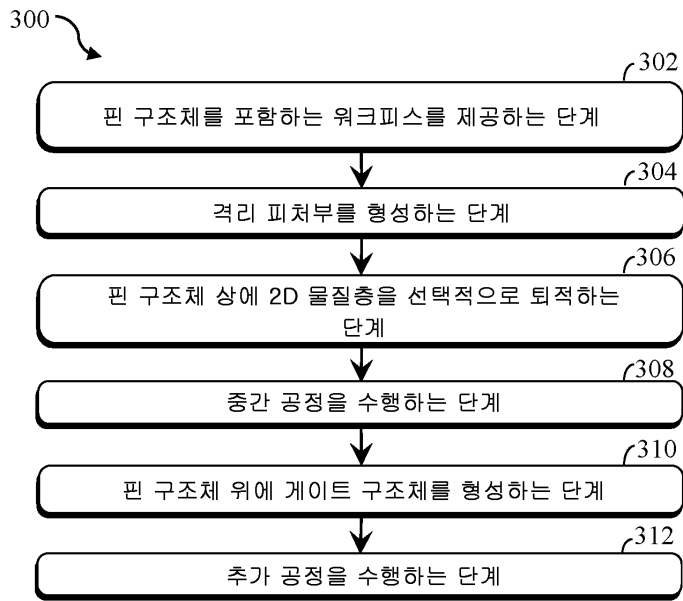 300
302
핀 구조체를 포함하는 워크피스를 제공하는 단계
304
격리 피처부를 형성하는 단계
306
핀 구조체 상에 2D 물질층을 선택적으로 퇴적하는
단계
308
중간 공정을 수행하는 단계
310
핀 구조체 위에 게이트 구조체를 형성하는 단계
312
추가 공정을 수행하는 단계